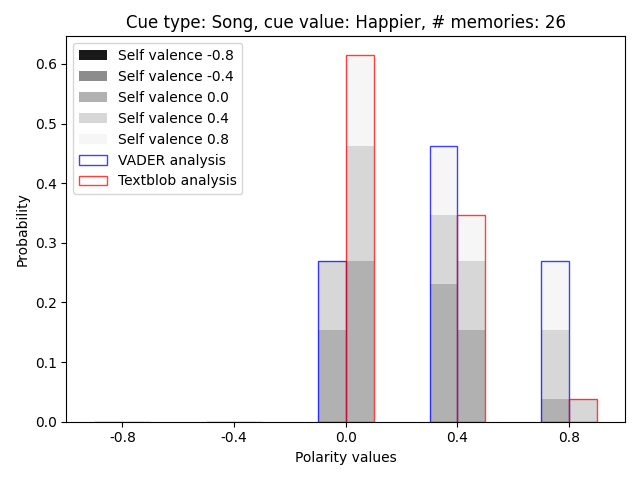 Cue type: Song, cue value: Happier, # memories: 26
Self valence -0.8
Self valence -0.4
Self valence 0.0
Self valence 0.4
Self valence 0.8
VADER analysis
Textblob analysis
Probability
0.6
0.5
0.4
0.3
0.2
0.1
0.0
-0.8 -0.4 0.0 0.4 0.8
Polarity values